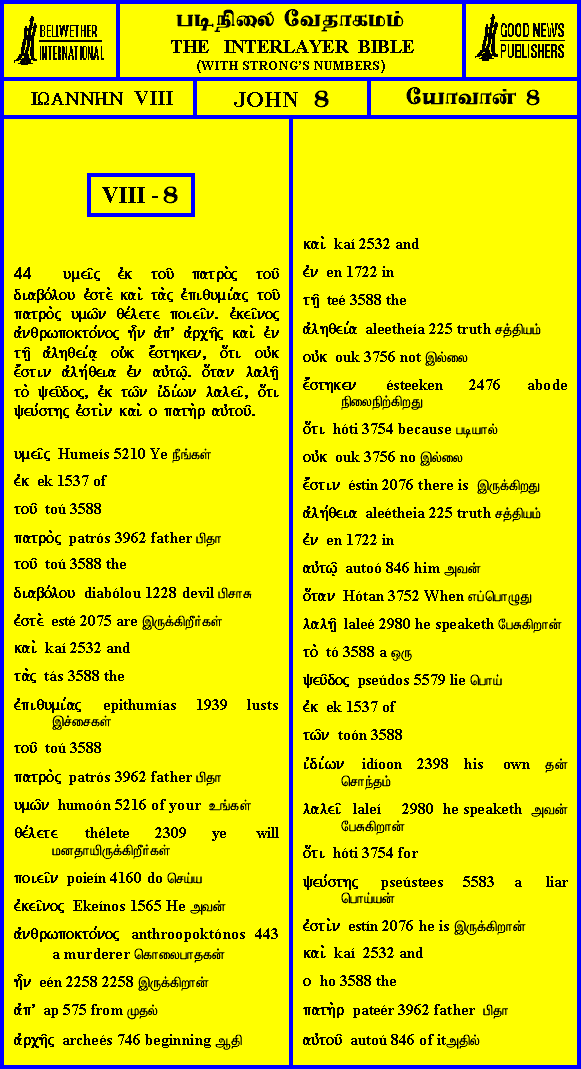 BELLWETHER
INTERNATIONAL
படிநிலை வேதாகமம்
THE INTERLAYER BIBLE
(WITH STRONG'S NUMBERS)
GOOD NEWS
PUBLISHERS
ΙΩΑΝΝΗΝ VIII
JOHN 8
யோவான் 8
VIII - 8
44 υμεῖς ἐκ τοῦ πατρὸς τοῦ
διαβόλου ἐστὲ καὶ τὰς ἐπιθυμίας τοῦ
πατρὸς υμῶν θέλετε ποιεῖν. ἐκεῖνος
ἀνθρωποκτόνος ἦν ἀπ’ ἀρχῆς καὶ ἐν
τῇ ἀληθείᾳ οὐκ ἕστηκεν, ὅτι οὐκ
ἔστιν ἀλήθεια ἐν αὐτῷ. ὅταν λαλῇ
τὸ ψεῦδος, ἐκ τῶν ἰδίων λαλεῖ, ὅτι
ψεύστης ἐστὶν καὶ ο πατὴρ αὐτοῦ.
υμεῖς Humeís 5210 Ye நீங்கள்
ἐκ ek 1537 of
τοῦ toú 3588
πατρὸς patrós 3962 father பிதா
τοῦ toú 3588 the
διαβόλου diabólou 1228 devil பிசாசு
ἐστὲ esté 2075 are இருக்கிறீர்கள்
καὶ kaí 2532 and
τὰς tás 3588 the
ἐπιθυμίας epithumías 1939 lusts
இச்சைகள்
τοῦ toú 3588
πατρὸς patrós 3962 father பிதா
υμῶν humoón 5216 of your உங்கள்
θέλετε thélete 2309 ye will
மனதாயிருக்கிறீர்கள்
ποιεῖν poieín 4160 do செய்ய
ἐκεῖνος Ekeínos 1565 He அவன்
ἀνθρωποκτόνος anthroopoktónos 443
a murderer கொலைபாதகன்
ἦν eén 2258 2258 இருக்கிறான்
ἀπ’ ap 575 from முதல்
ἀρχῆς archeés 746 beginning ஆதி
καὶ kaí 2532 and
ἐν en 1722 in
τῇ teé 3588 the
ἀληθείᾳ aleetheía 225 truth சத்தியம்
οὐκ ouk 3756 not இல்லை
ἕστηκεν ésteeken 2476 abode
நிலைநிற்கிறது
ὅτι hóti 3754 because படியால்
οὐκ ouk 3756 no இல்லை
ἔστιν éstin 2076 there is இருக்கிறது
ἀλήθεια aleétheia 225 truth சத்தியம்
ἐν en 1722 in
αὐτῷ autoó 846 him அவன்
ὅταν Hótan 3752 When எப்பொழுது
λαλῇ laleé 2980 he speaketh பேசுகிறான்
τὸ tó 3588 a ஒரு
ψεῦδος pseúdos 5579 lie பொய்
ἐκ ek 1537 of
τῶν toón 3588
ἰδίων idíoon 2398 his own தன்
சொந்தம்
λαλεῖ laleí 2980 he speaketh அவன்
பேசுகிறான்
ὅτι hóti 3754 for
ψεύστης pseústees 5583 a liar
பொய்யன்
ἐστὶν estín 2076 he is இருக்கிறான்
καὶ kaí 2532 and
ο ho 3588 the
πατὴρ pateér 3962 father பிதா
αὐτοῦ autoú 846 of itஅதில்